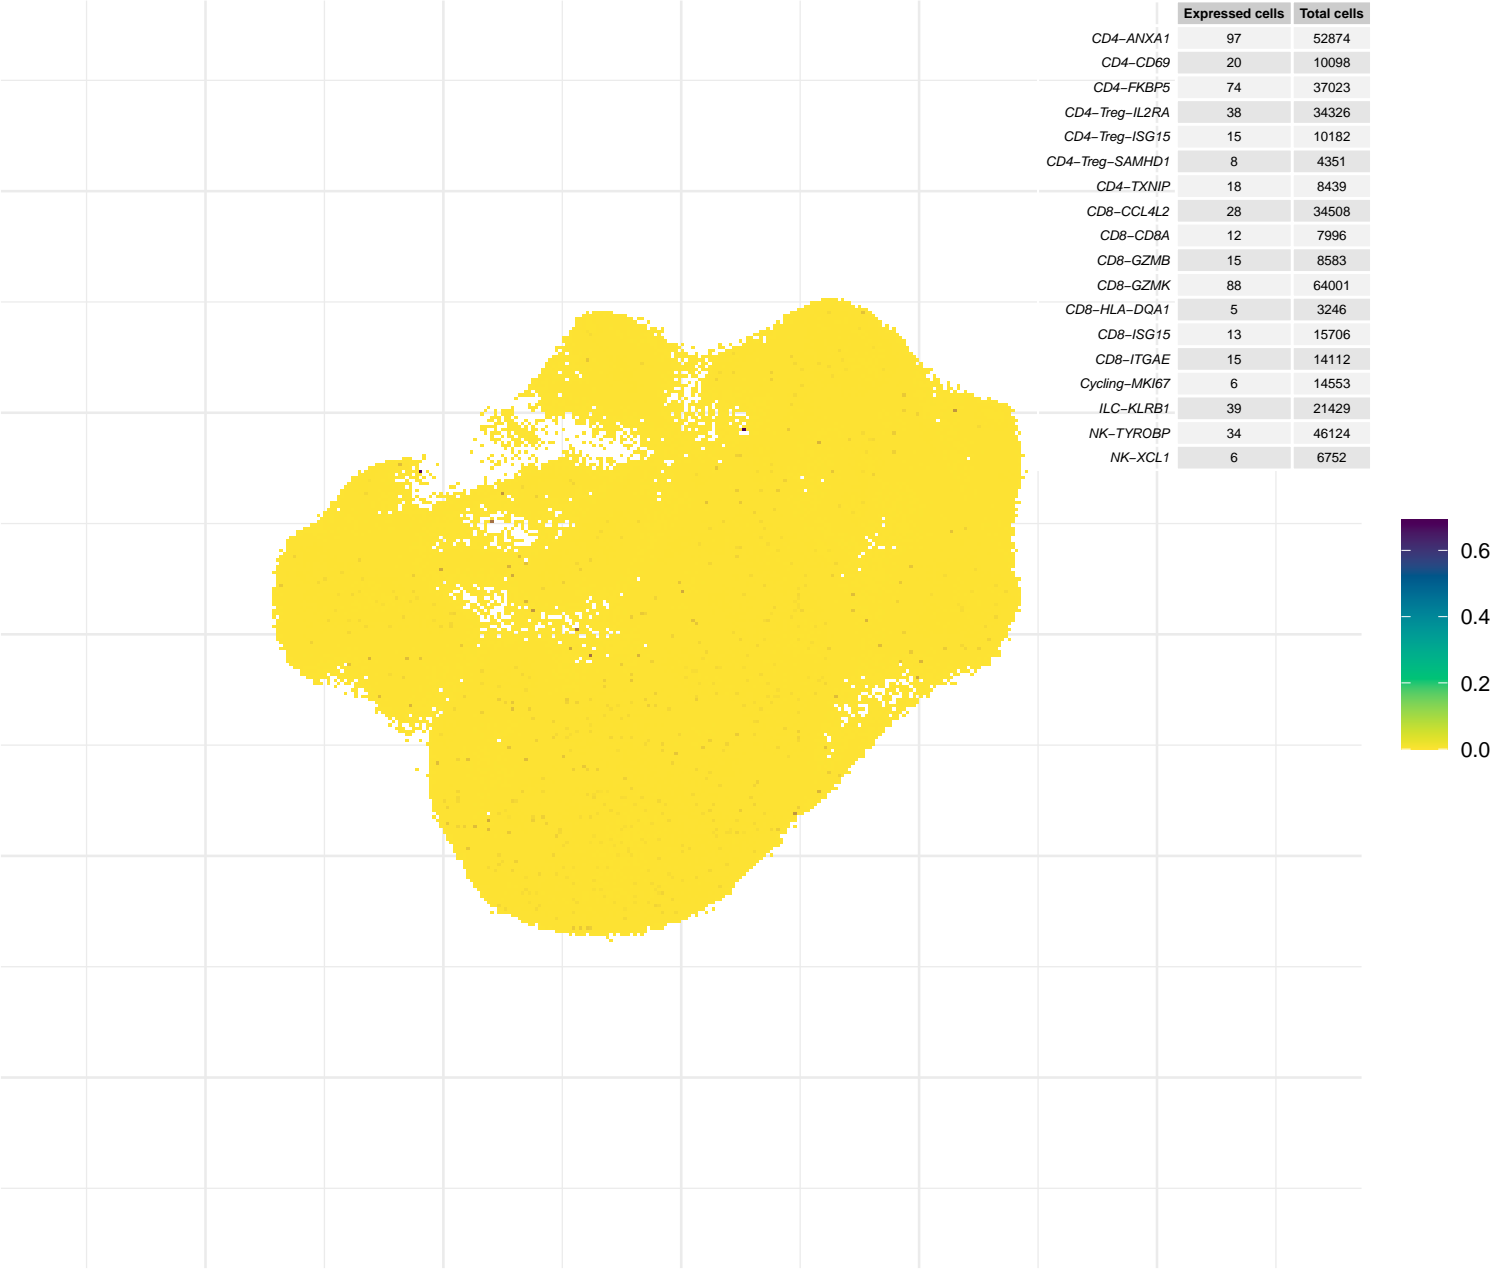 Expressed cells Total cells
CD4−ANXA1 97 52874
CD4−CD69 20 10098
CD4−FKBP5 74 37023
CD4−Treg−IL2RA 38 34326
CD4−Treg−ISG15 15 10182
CD4−Treg−SAMHD1 8 4351
CD4−TXNIP 18 8439
CD8−CCL4L2 28 34508
CD8−CD8A 12 7996
CD8−GZMB 15 8583
CD8−GZMK 88 64001
CD8−HLA−DQA1 5 3246
CD8−ISG15 13 15706
CD8−ITGAE 15 14112
Cycling−MKI67 6 14553
ILC−KLRB1 39 21429
NK−TYROBP 34 46124
NK−XCL1 6 6752
0.6
0.4
0.2
0.0